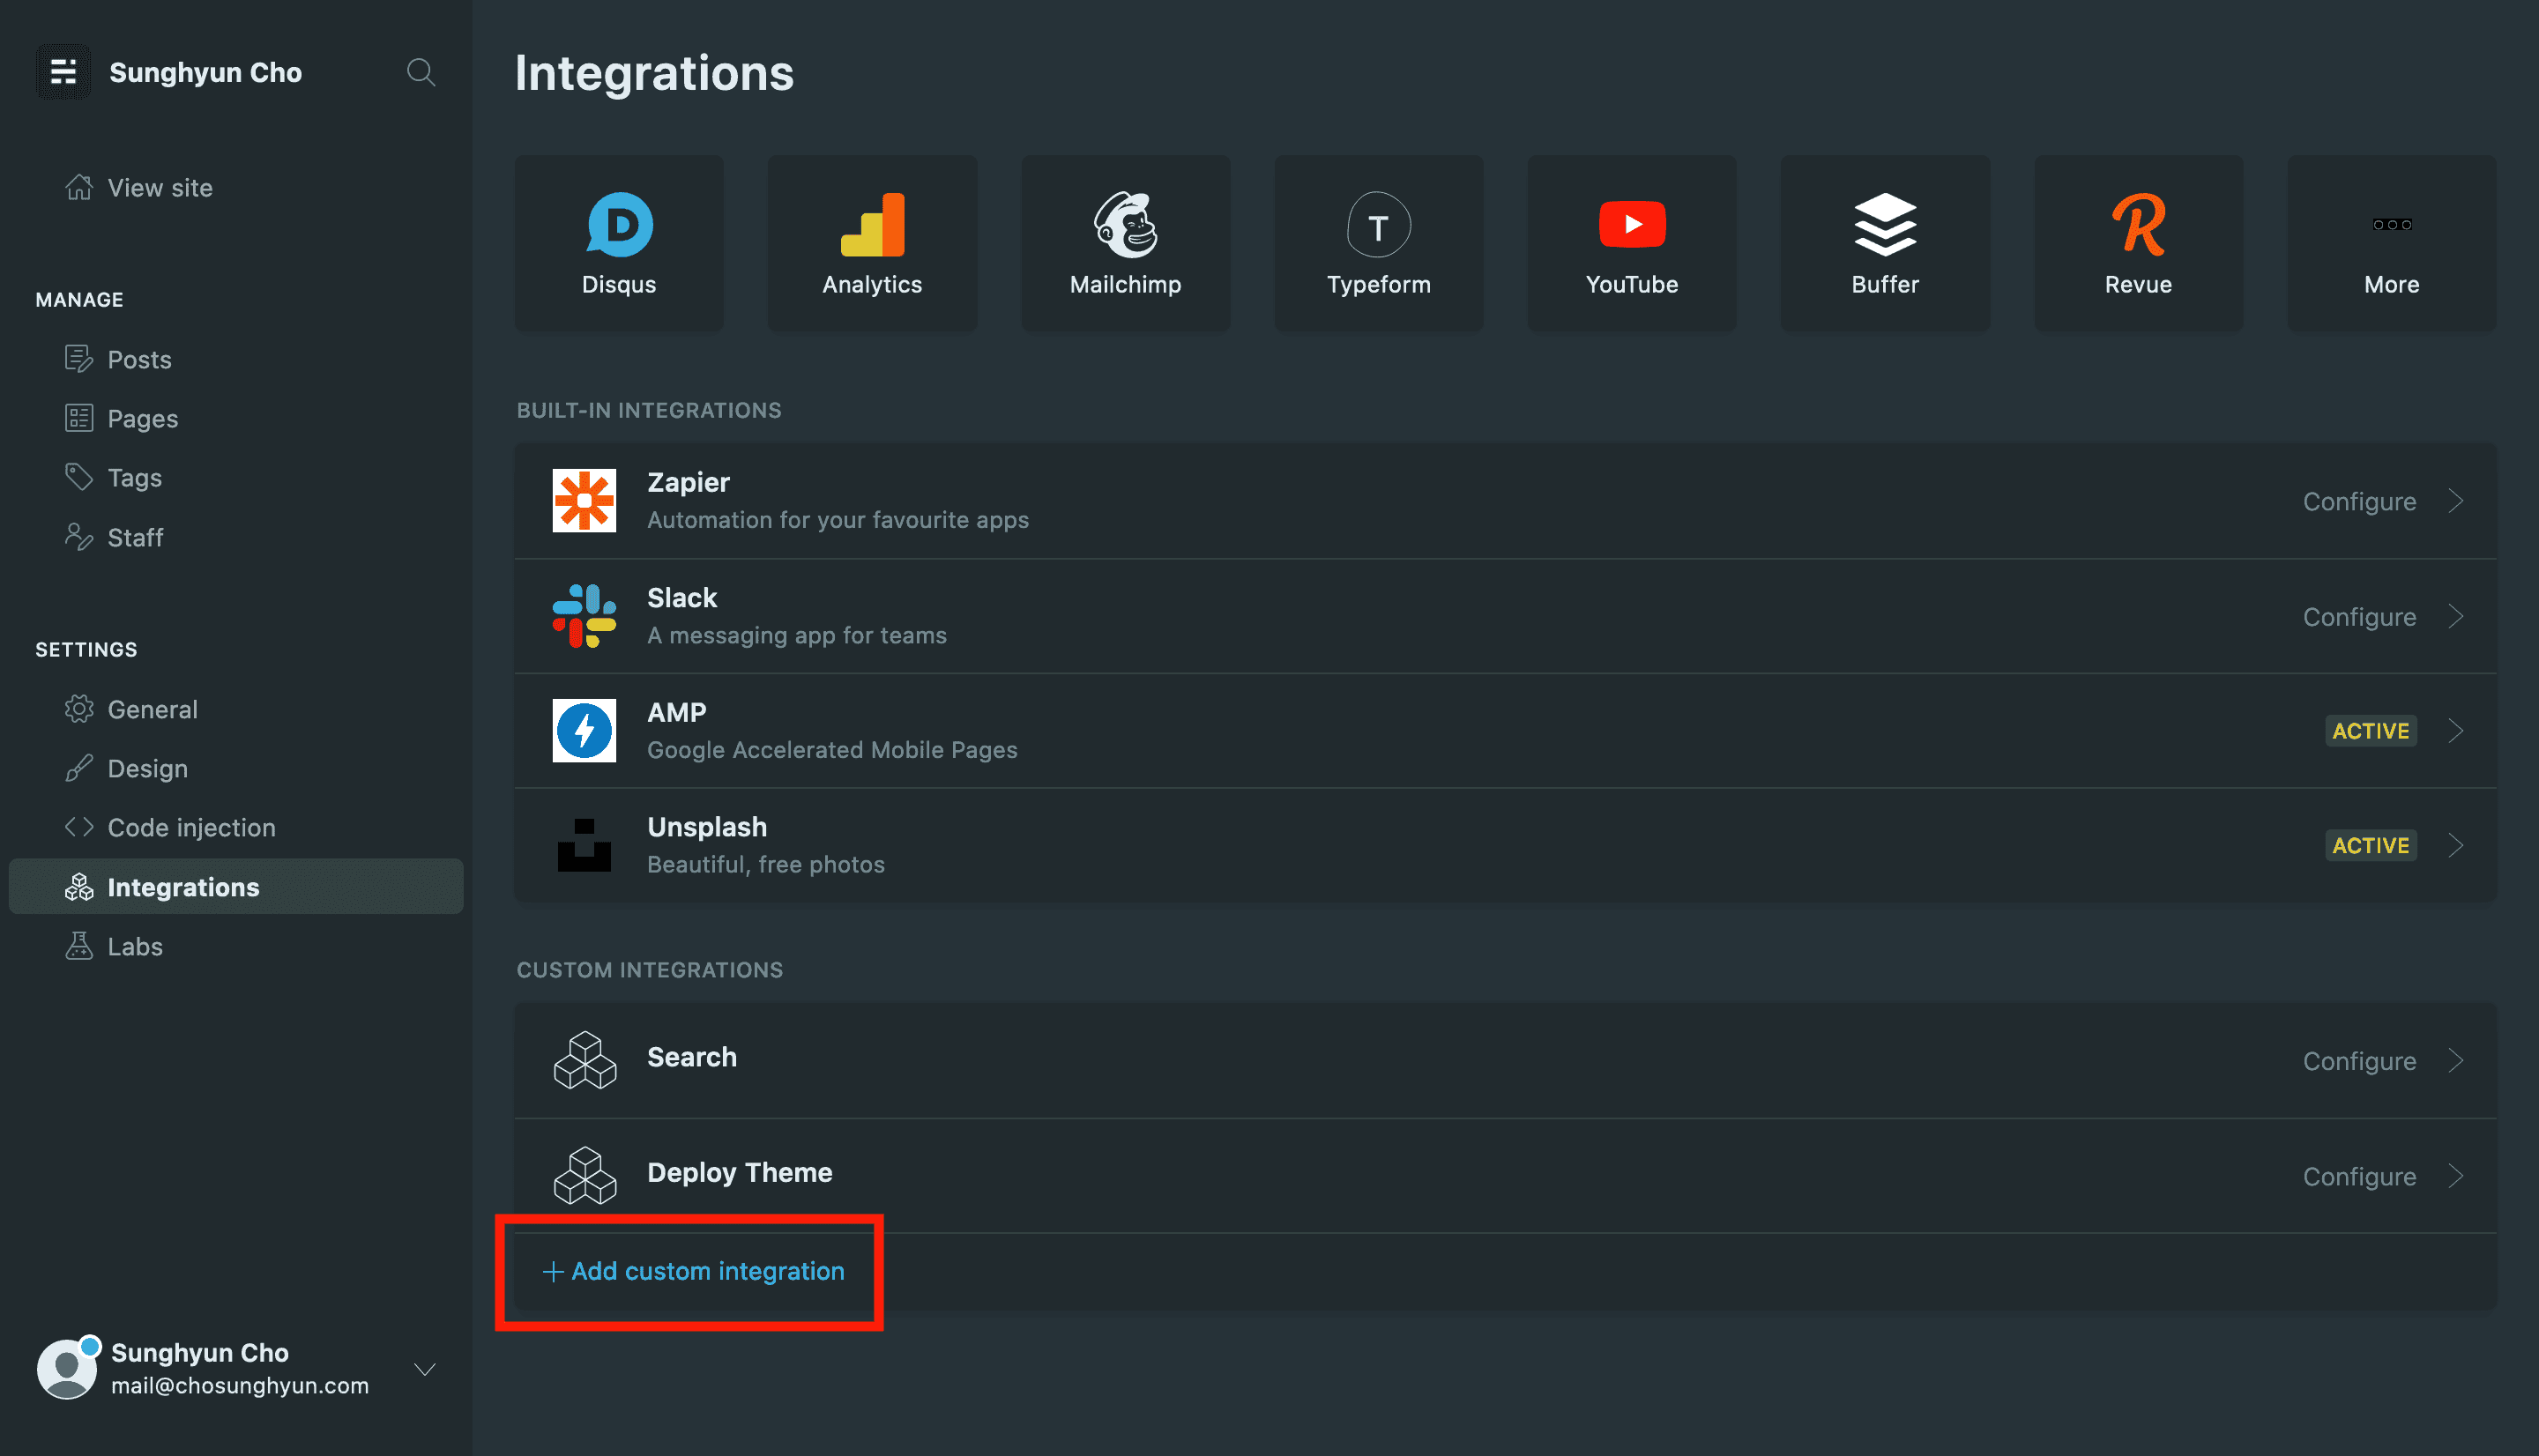 Sunghyun Cho
View site
MANAGE
Posts
Pages
Tags
Staff
SETTINGS
General
Design
Code injection
Integrations
Labs
Sunghyun Cho
mail@chosunghyun.com
Integrations
D
Disqus
Analytics
Mailchimp
T
Typeform
YouTube
Buffer
R
Revue
More
BUILT-IN INTEGRATIONS
Zapier
Automation for your favourite apps
Configure
Slack
A messaging app for teams
Configure
AMP
Google Accelerated Mobile Pages
ACTIVE
Unsplash
Beautiful, free photos
ACTIVE
CUSTOM INTEGRATIONS
Search
Configure
Deploy Theme
Configure
+ Add custom integration